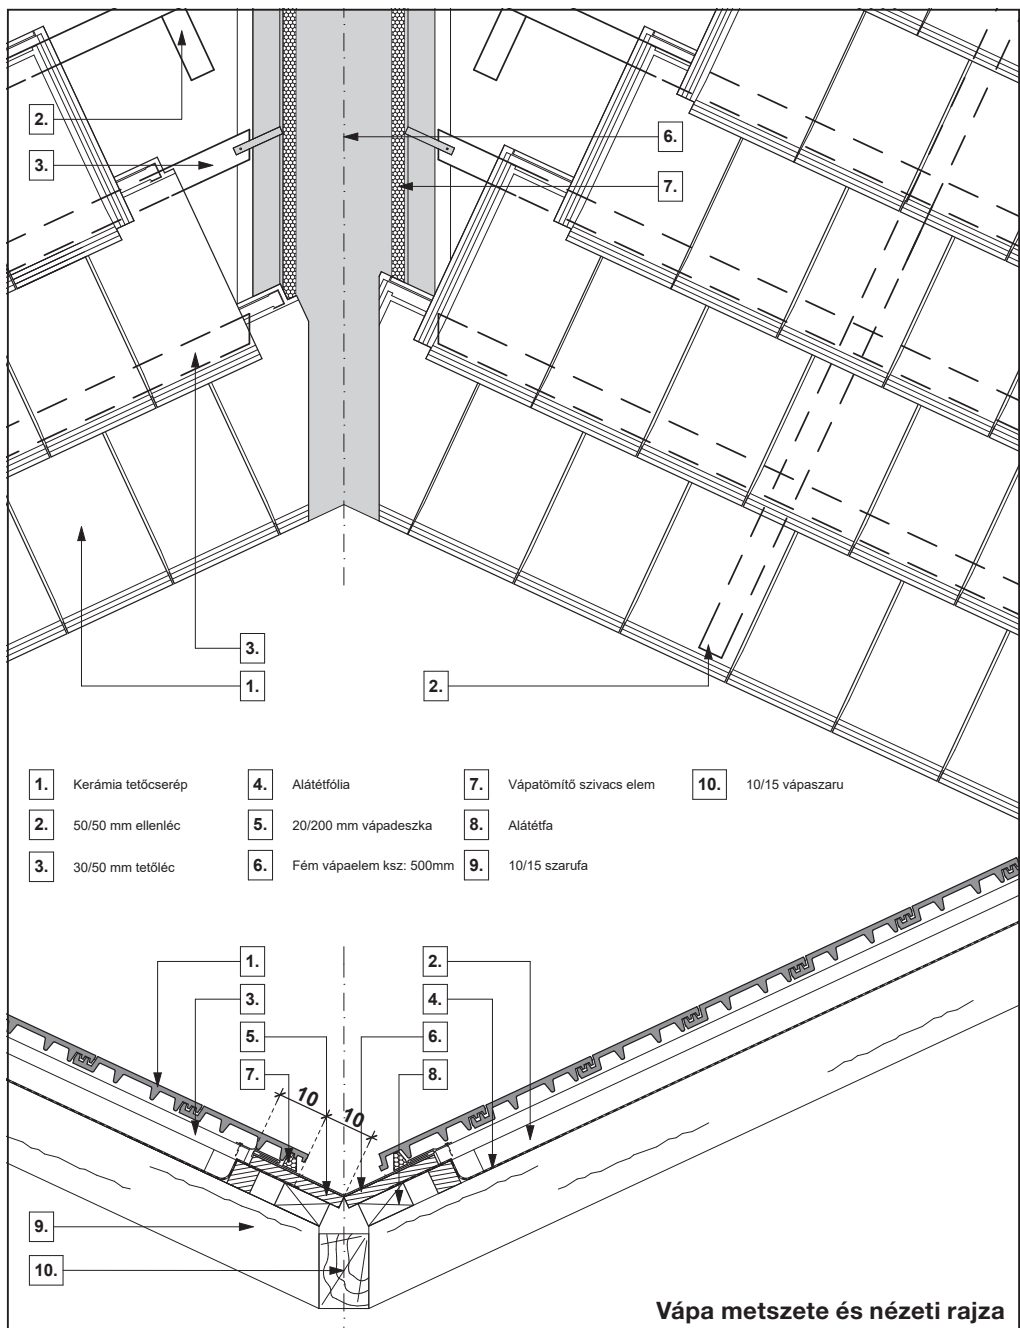 2.
3.
6.
7.
3.
1.
2.
1. Kerámia tetőcserép
2. 50/50 mm ellenléc
3. 30/50 mm tetőléc
4. Alátétfólia
5. 20/200 mm vápadeszka
6. Fém vápaelem ksz: 500mm
7. Vápatömítő szivacs elem
8. Alátétfa
9. 10/15 szarufa
10. 10/15 vápaszaru
1.
3.
5.
7.
2.
4.
6.
8.
10
10
9.
10.
Vápa metszete és nézeti rajza